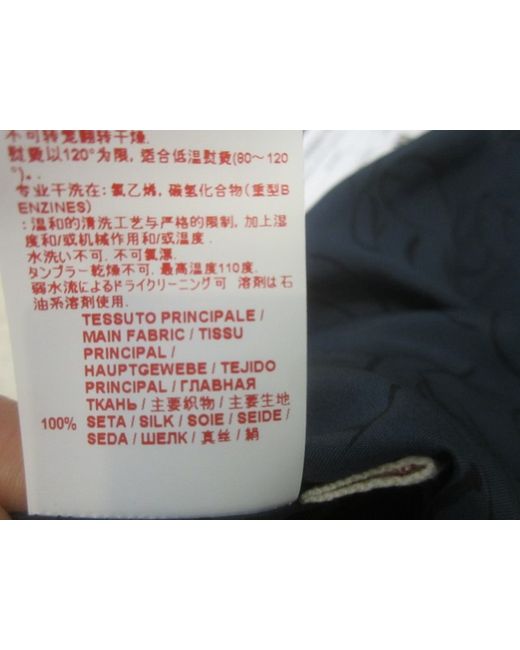 不可转笼翻转干燥.
熨烫以120°为限, 适合低温熨烫(80～120
°)..
专业干洗在: 氯乙烯, 碳氢化合物 (重型B
ENZINES)
: 温和的清洗工艺与严格的限制, 加上湿
度和/或机械作用和/或温度.
水洗い不可. 不可氯漂.
タンブラー乾燥不可. 最高温度110度.
弱水流によるドライクリーニング可 溶剤は石
油系溶剤使用.
TESSUTO PRINCIPALE /
MAIN FABRIC / TISSU
PRINCIPAL /
HAUPTGEWEBE / TEJIDO
PRINCIPAL / ГЛАВНАЯ
ТКАНЬ / 主要织物 / 主要生地
100% SETA / SILK / SOIE / SEIDE /
SEDA / ШЕЛК / 真丝 / 絹